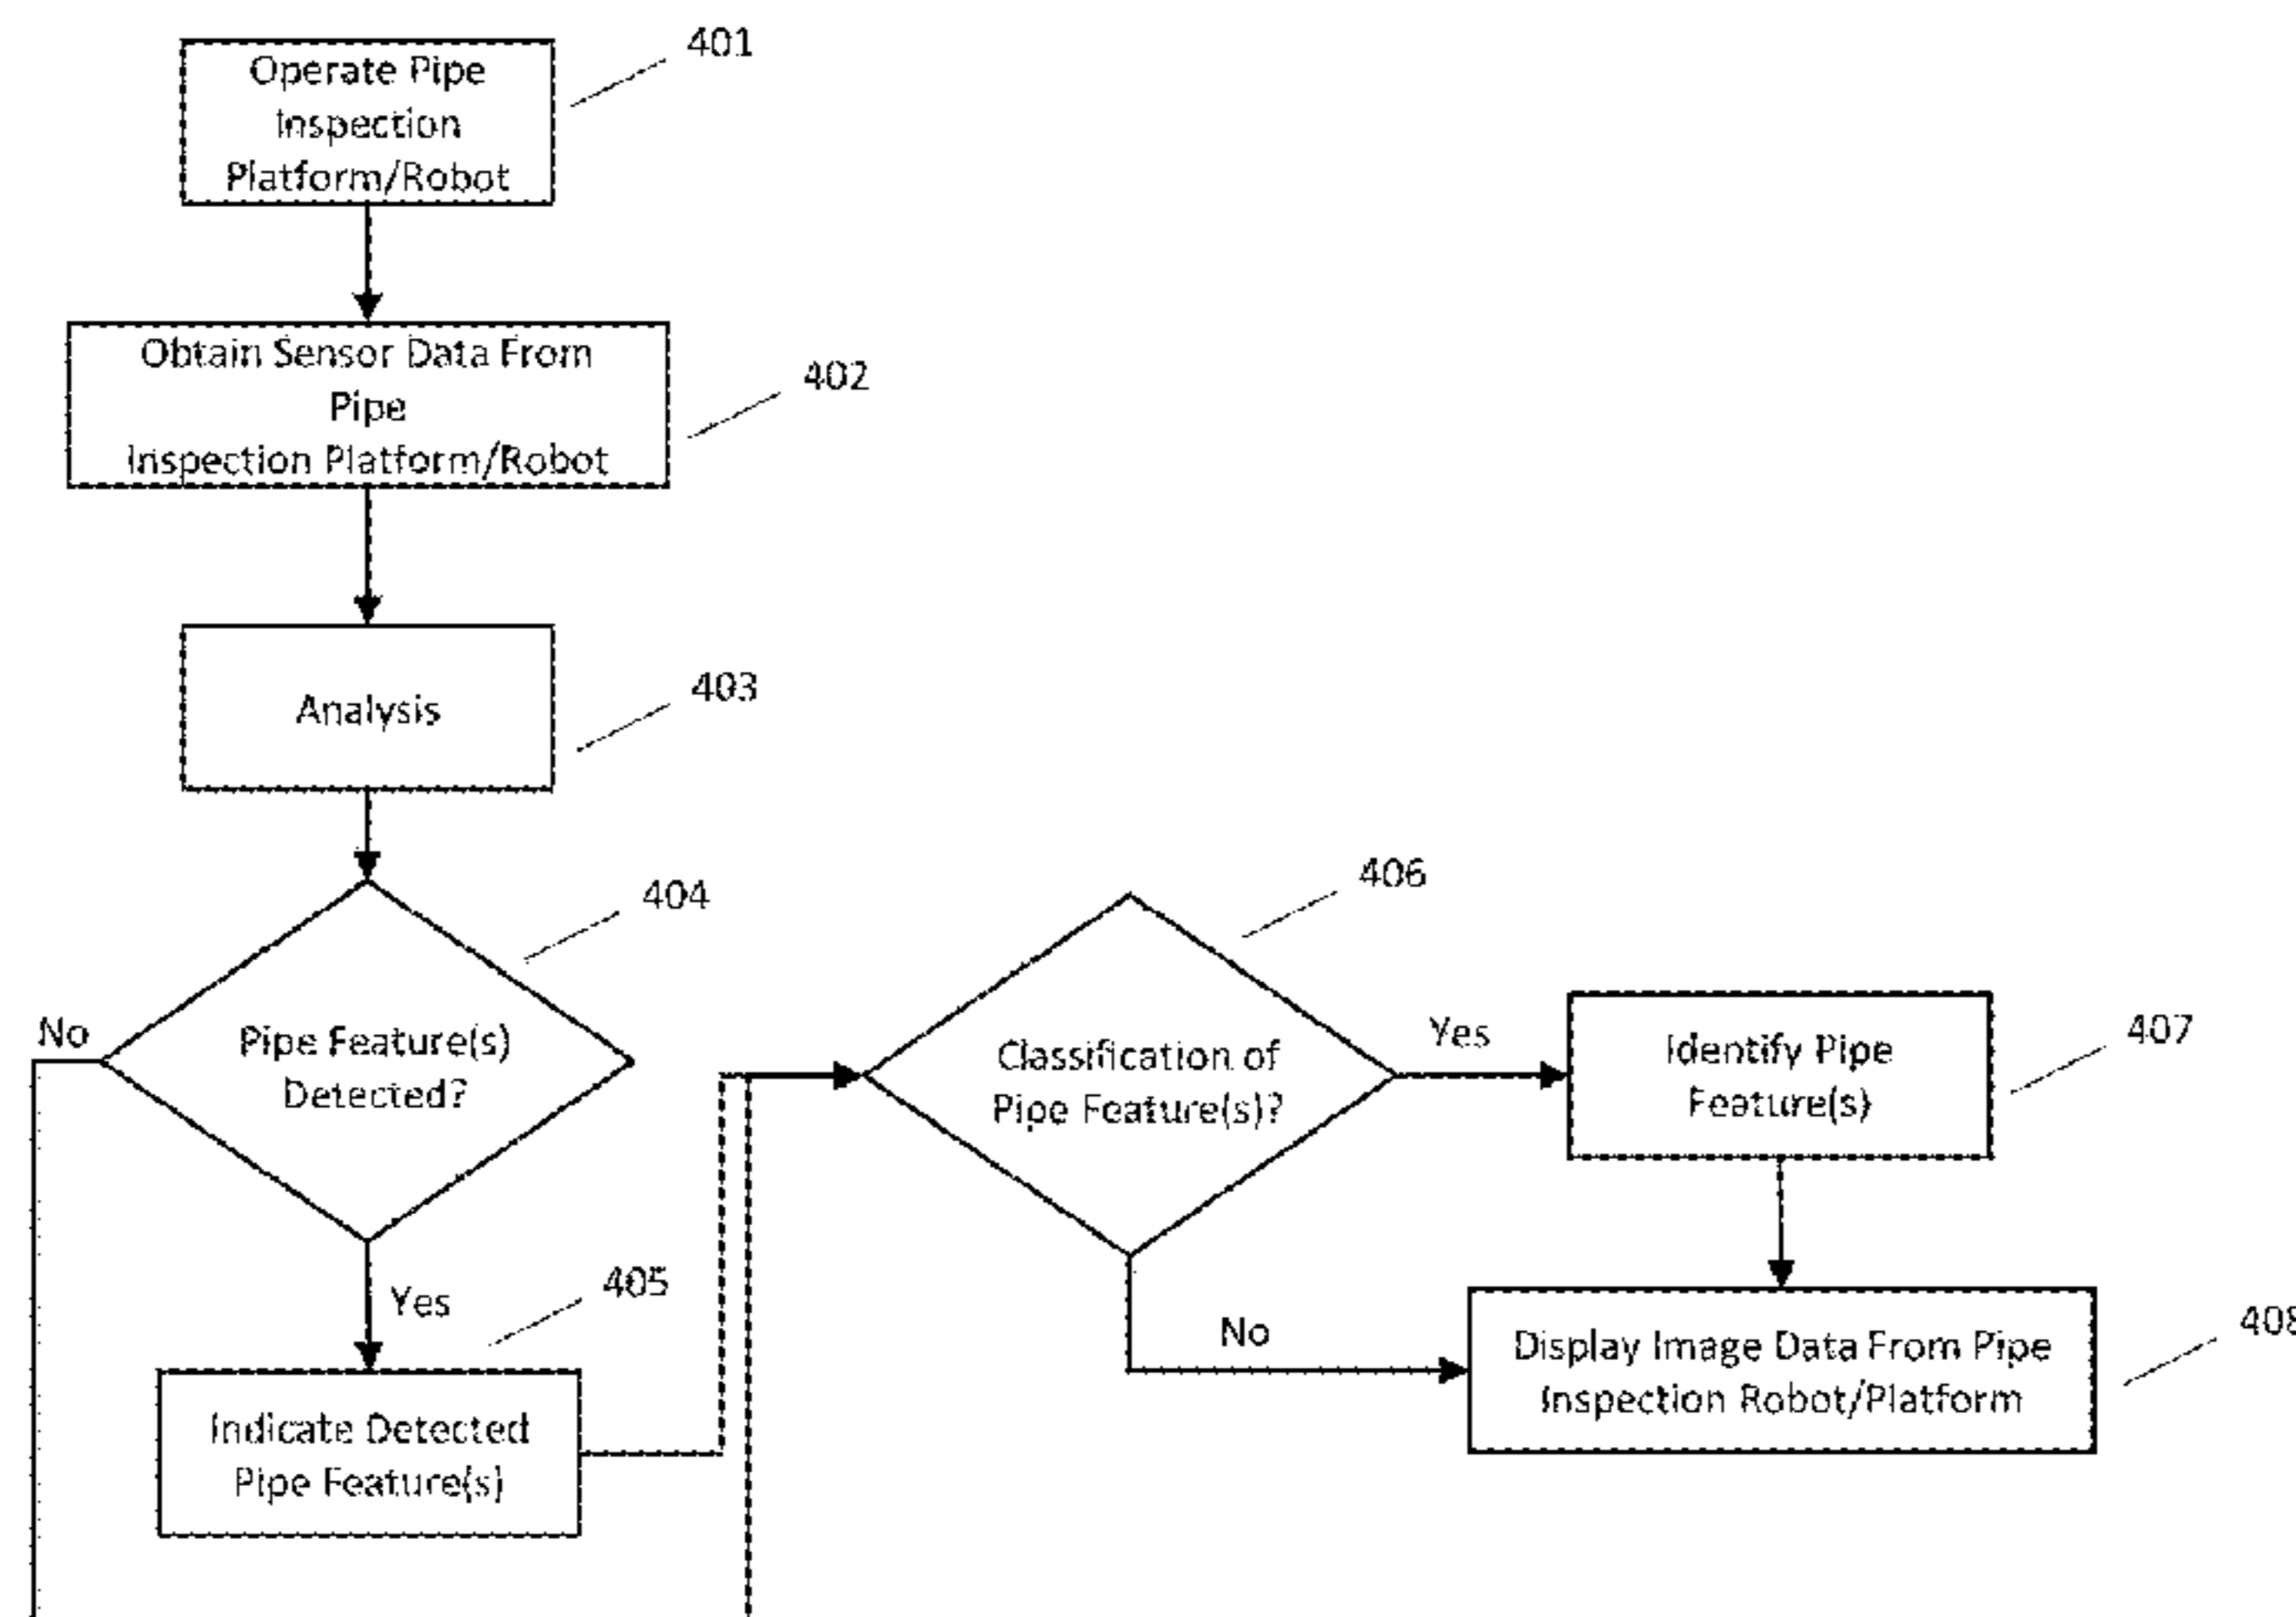 401
Operate Pipe
Inspection
Platform/Robot
402
Obtain Sensor Data From
Pipe
Inspection Platform/Robot
403
Analysis
404
No
Pipe Feature(s)
Detected?
Yes
405
Indicate Detected
Pipe Feature(s)
406
Classification of
Pipe Feature(s)?
Yes
407
Identify Pipe
Feature(s)
No
408
Display Image Data From Pipe
Inspection Robot/Platform